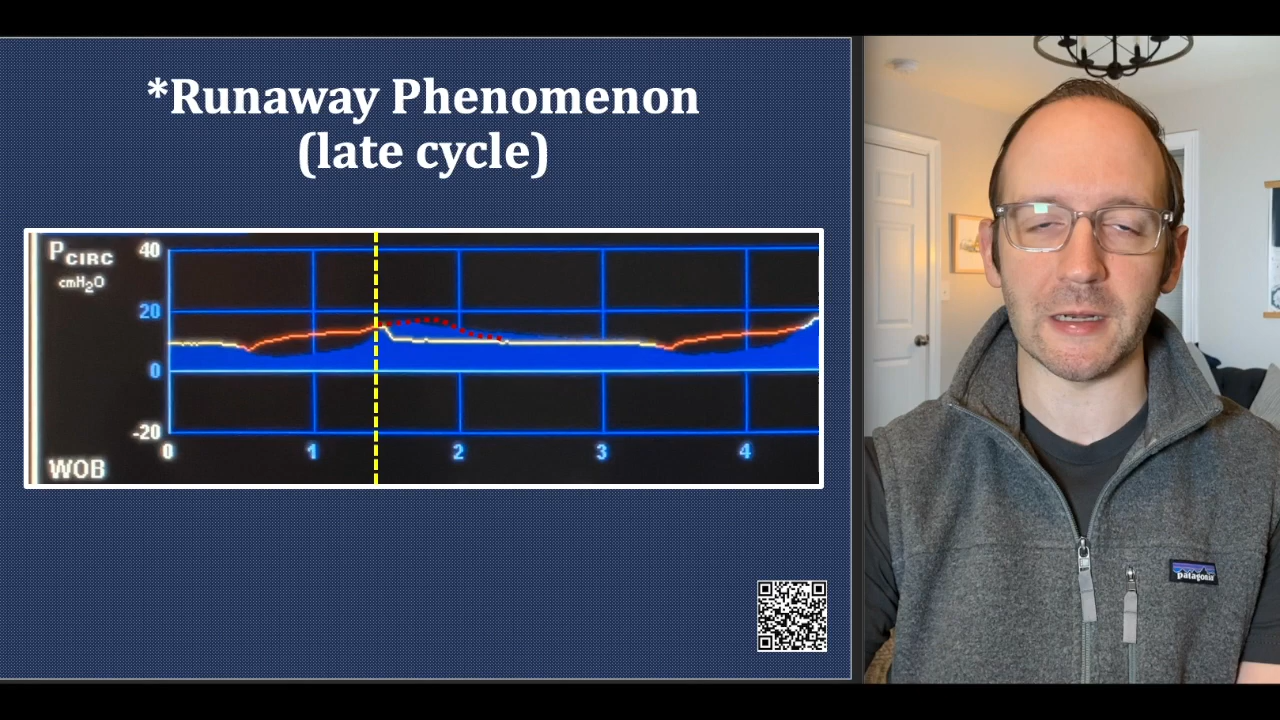 *Runaway Phenomenon
(late cycle)
PCIRC
cmH2O
40
20
0
-20
0 1 2 3 4
WOB
patagonia